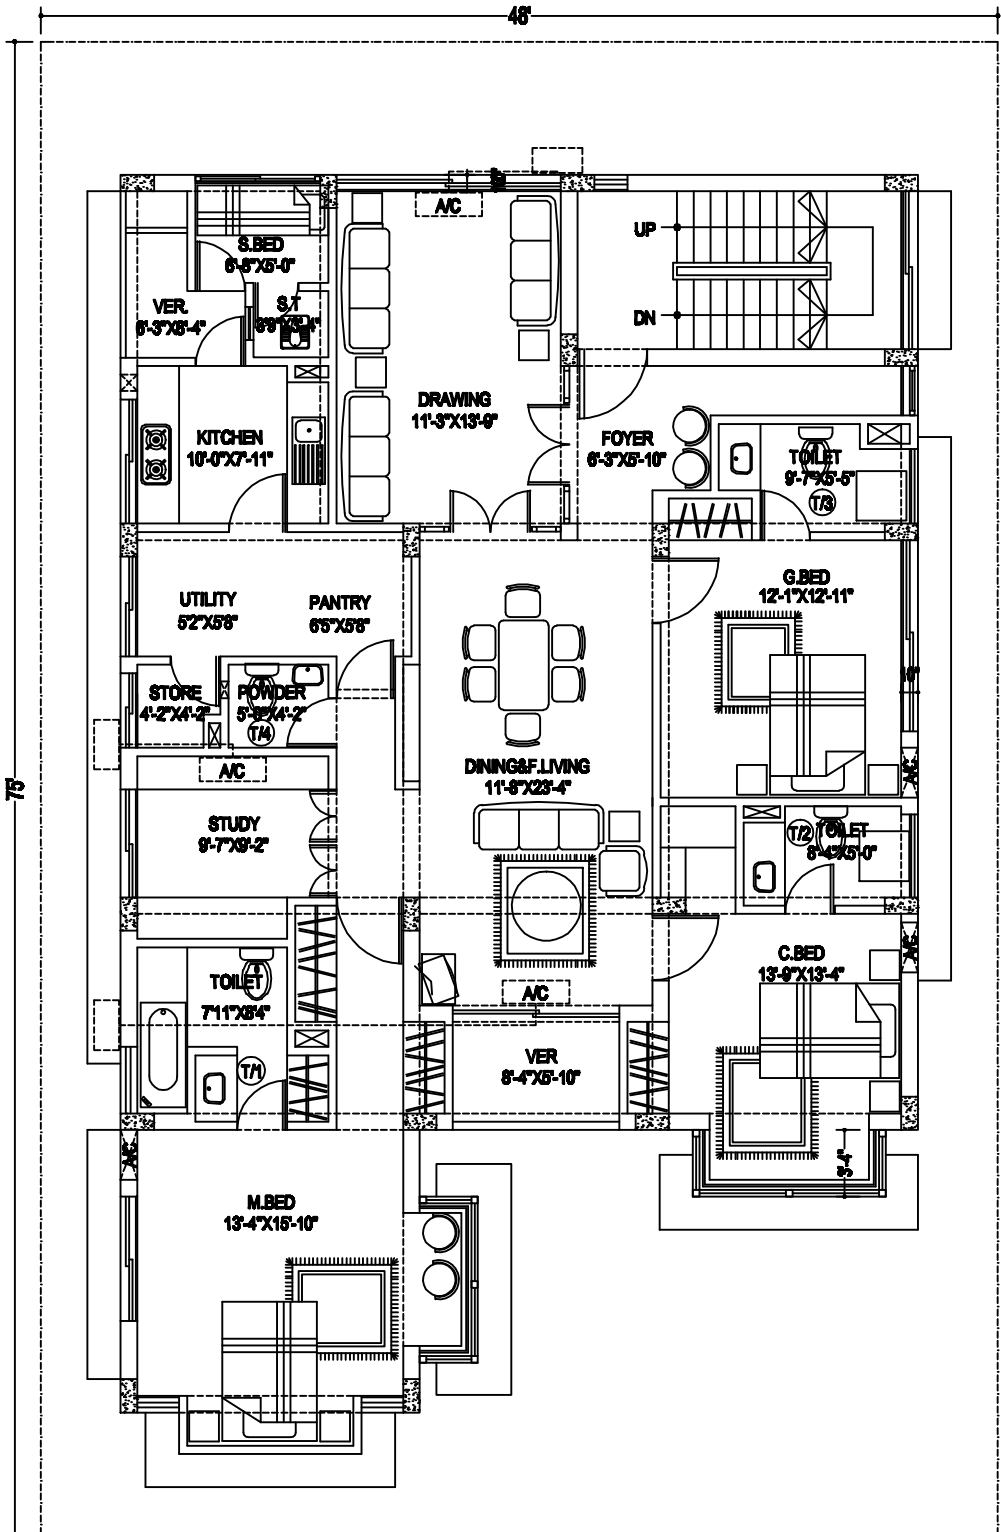 48'
75'
10"
A/C
UP
DN
S.BED
6'-8"X5'-0"
VER.
6'-3"X8'-4"
S.T
DRAWING
11'-3"X13'-9"
KITCHEN
10'-0"X7'-11"
FOYER
6'-3"X5'-10"
TOILET
9'-7"X5'-5"
T/3
UTILITY
5'2"X5'8"
PANTRY
6'5"X5'8"
G.BED
12'-1"X12'-11"
STORE
4'-2"X4'-2"
POWDER
T/4
A/C
DINING&F.LIVING
11'-8"X23'-4"
A/C
STUDY
9'-7"X9'-2"
T/2
TOILET
8'-4"X5'-0"
A/C
C.BED
13'-9"X13'-4"
TOILET
7'11"X8'4"
A/C
T/1
VER
8'-4"X5'-10"
A/C
3'-4"
M.BED
13'-4"X15'-10"